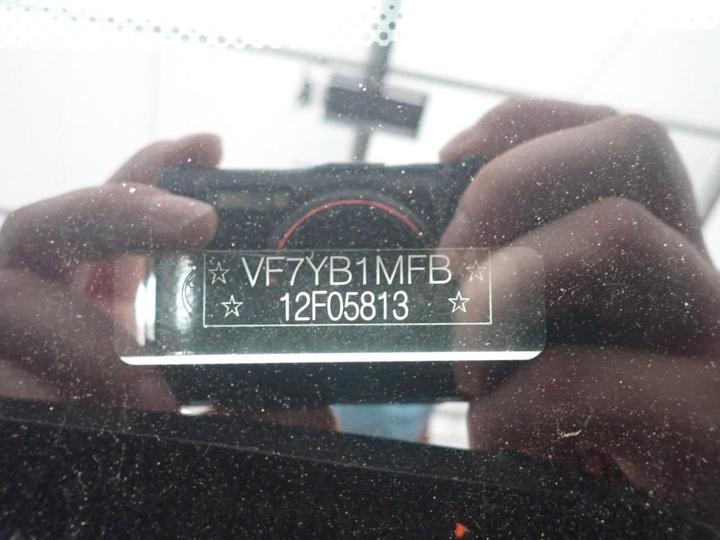 ☆ VF7YB1MFB ☆
☆ 12F05813 ☆